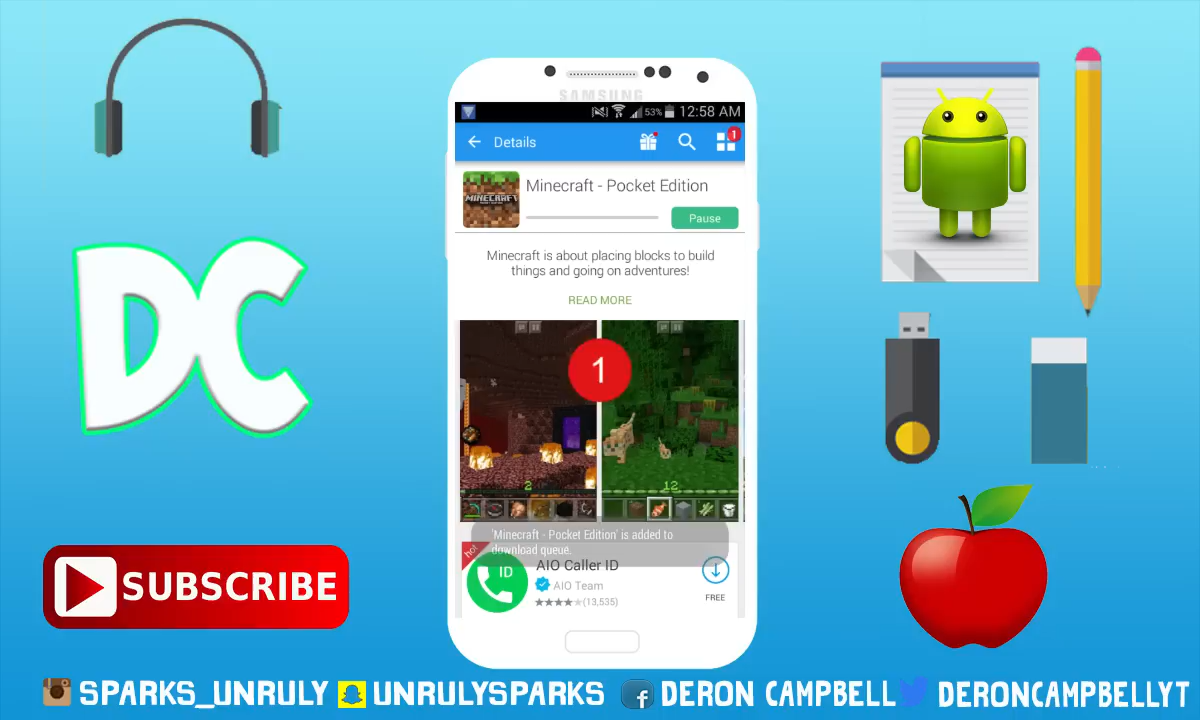 DC
SUBSCRIBE
SAMSUNG
53% 12:58 AM
Details
1
MINECRAFT
Minecraft - Pocket Edition
Pause
Minecraft is about placing blocks to build
things and going on adventures!
READ MORE
1
2
12
'Minecraft - Pocket Edition' is added to
download queue.
hot
ID
AIO Caller ID
AIO Team
(13,535)
FREE
SPARKS_UNRULY UNRULYSPARKS f DERON CAMPBELL DERONCAMPBELLYT